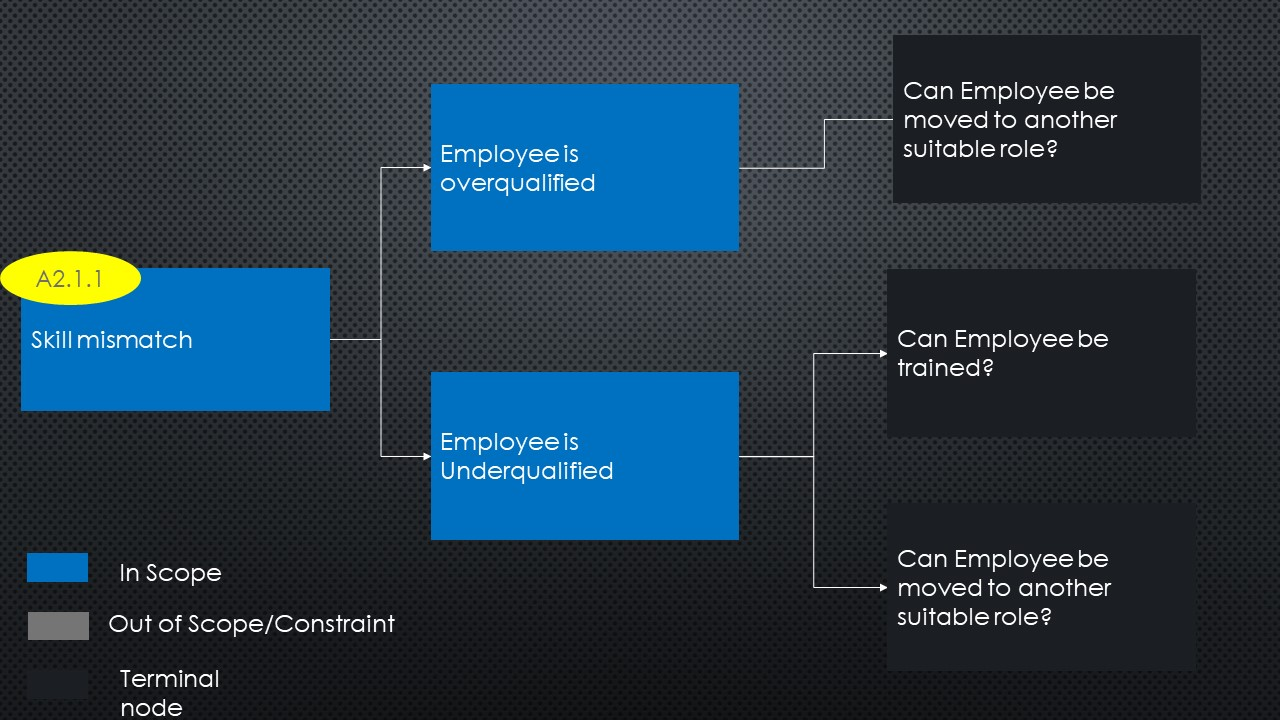 A2.1.1
Skill mismatch
Employee is
overqualified
Employee is
Underqualified
Can Employee be
moved to another
suitable role?
Can Employee be
trained?
Can Employee be
moved to another
suitable role?
In Scope
Out of Scope/Constraint
Terminal
node